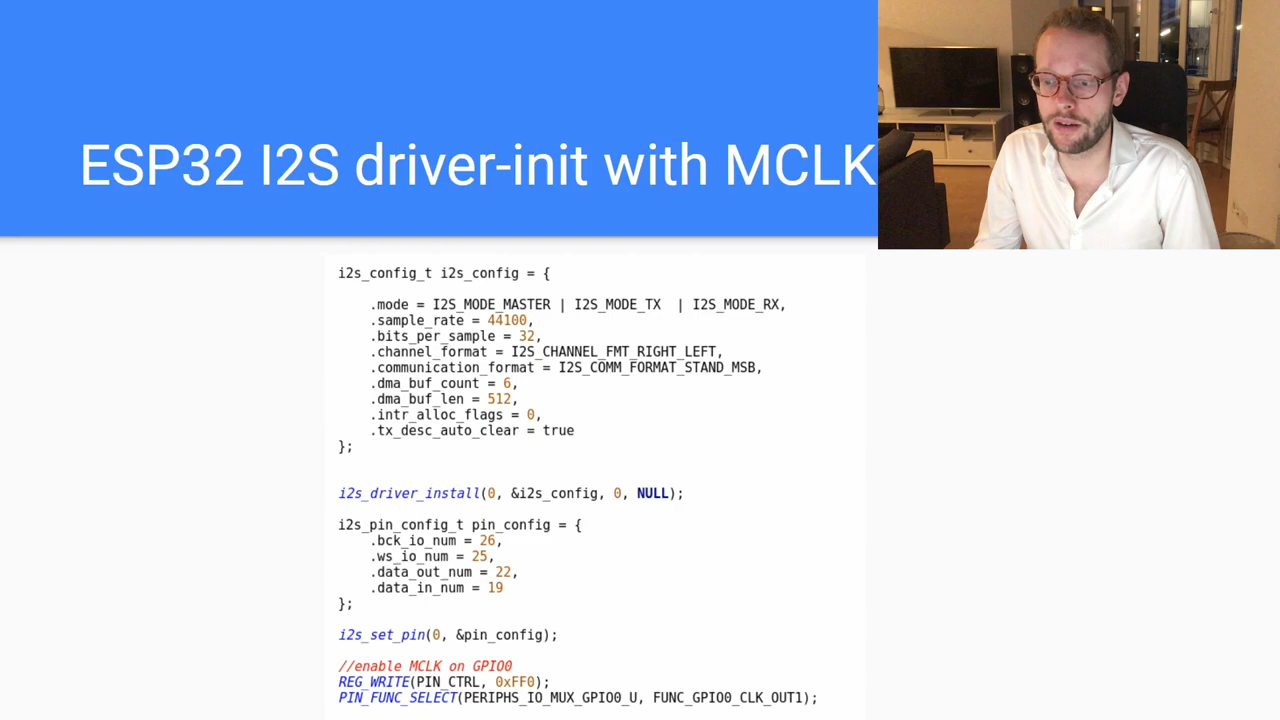 ESP32 I2S driver-init with MCLK
i2s_config_t i2s_config = {
.mode = I2S_MODE_MASTER | I2S_MODE_TX  | I2S_MODE_RX,
.sample_rate = 44100,
.bits_per_sample = 32,
.channel_format = I2S_CHANNEL_FMT_RIGHT_LEFT,
.communication_format = I2S_COMM_FORMAT_STAND_MSB,
.dma_buf_count = 6,
.dma_buf_len = 512,
.intr_alloc_flags = 0,
.tx_desc_auto_clear = true
};
i2s_driver_install(0, &i2s_config, 0, NULL);
i2s_pin_config_t pin_config = {
.bck_io_num = 26,
.ws_io_num = 25,
.data_out_num = 22,
.data_in_num = 19
};
i2s_set_pin(0, &pin_config);
//enable MCLK on GPIO0
REG_WRITE(PIN_CTRL, 0xFF0);
PIN_FUNC_SELECT(PERIPHS_IO_MUX_GPIO0_U, FUNC_GPIO0_CLK_OUT1);